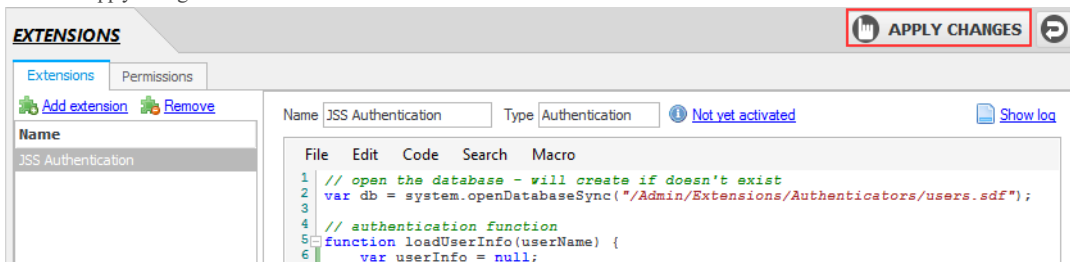 EXTENSIONS
APPLY CHANGES
Extensions Permissions
Add extension Remove
Name JSS Authentication Type Authentication Not yet activated Show log
Name
JSS Authentication
File Edit Code Search Macro
1 // open the database - will create if doesn't exist
2 var db = system.openDatabaseSync("/Admin/Extensions/Authenticators/users.sdf");
3
4 // authentication function
5 function loadUserInfo(userName) {
6 var userInfo = null;